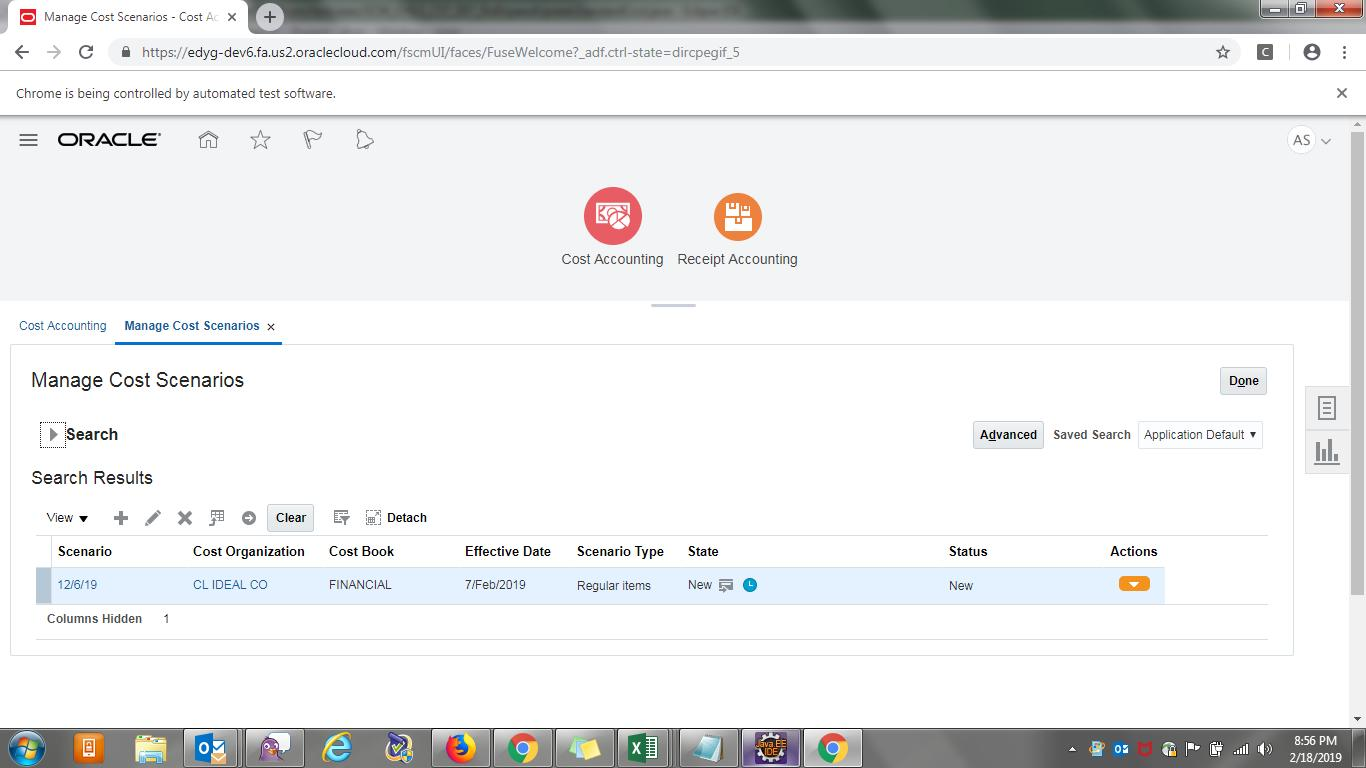 Manage Cost Scenarios - Cost Ac
https://edyg-dev6.fa.us2.oraclecloud.com/fscmUI/faces/FuseWelcome?_adf.ctrl-state=dircpegif_5
C
Chrome is being controlled by automated test software.
ORACLE
AS
Cost Accounting
Receipt Accounting
Cost Accounting
Manage Cost Scenarios
Manage Cost Scenarios
Done
Search
Advanced
Saved Search
Application Default
Search Results
View
Clear
Detach
Scenario Cost Organization Cost Book Effective Date Scenario Type State Status Actions
12/6/19 CL IDEAL CO FINANCIAL 7/Feb/2019 Regular items New New
Columns Hidden 1
Java EE
IDE
8:56 PM
2/18/2019